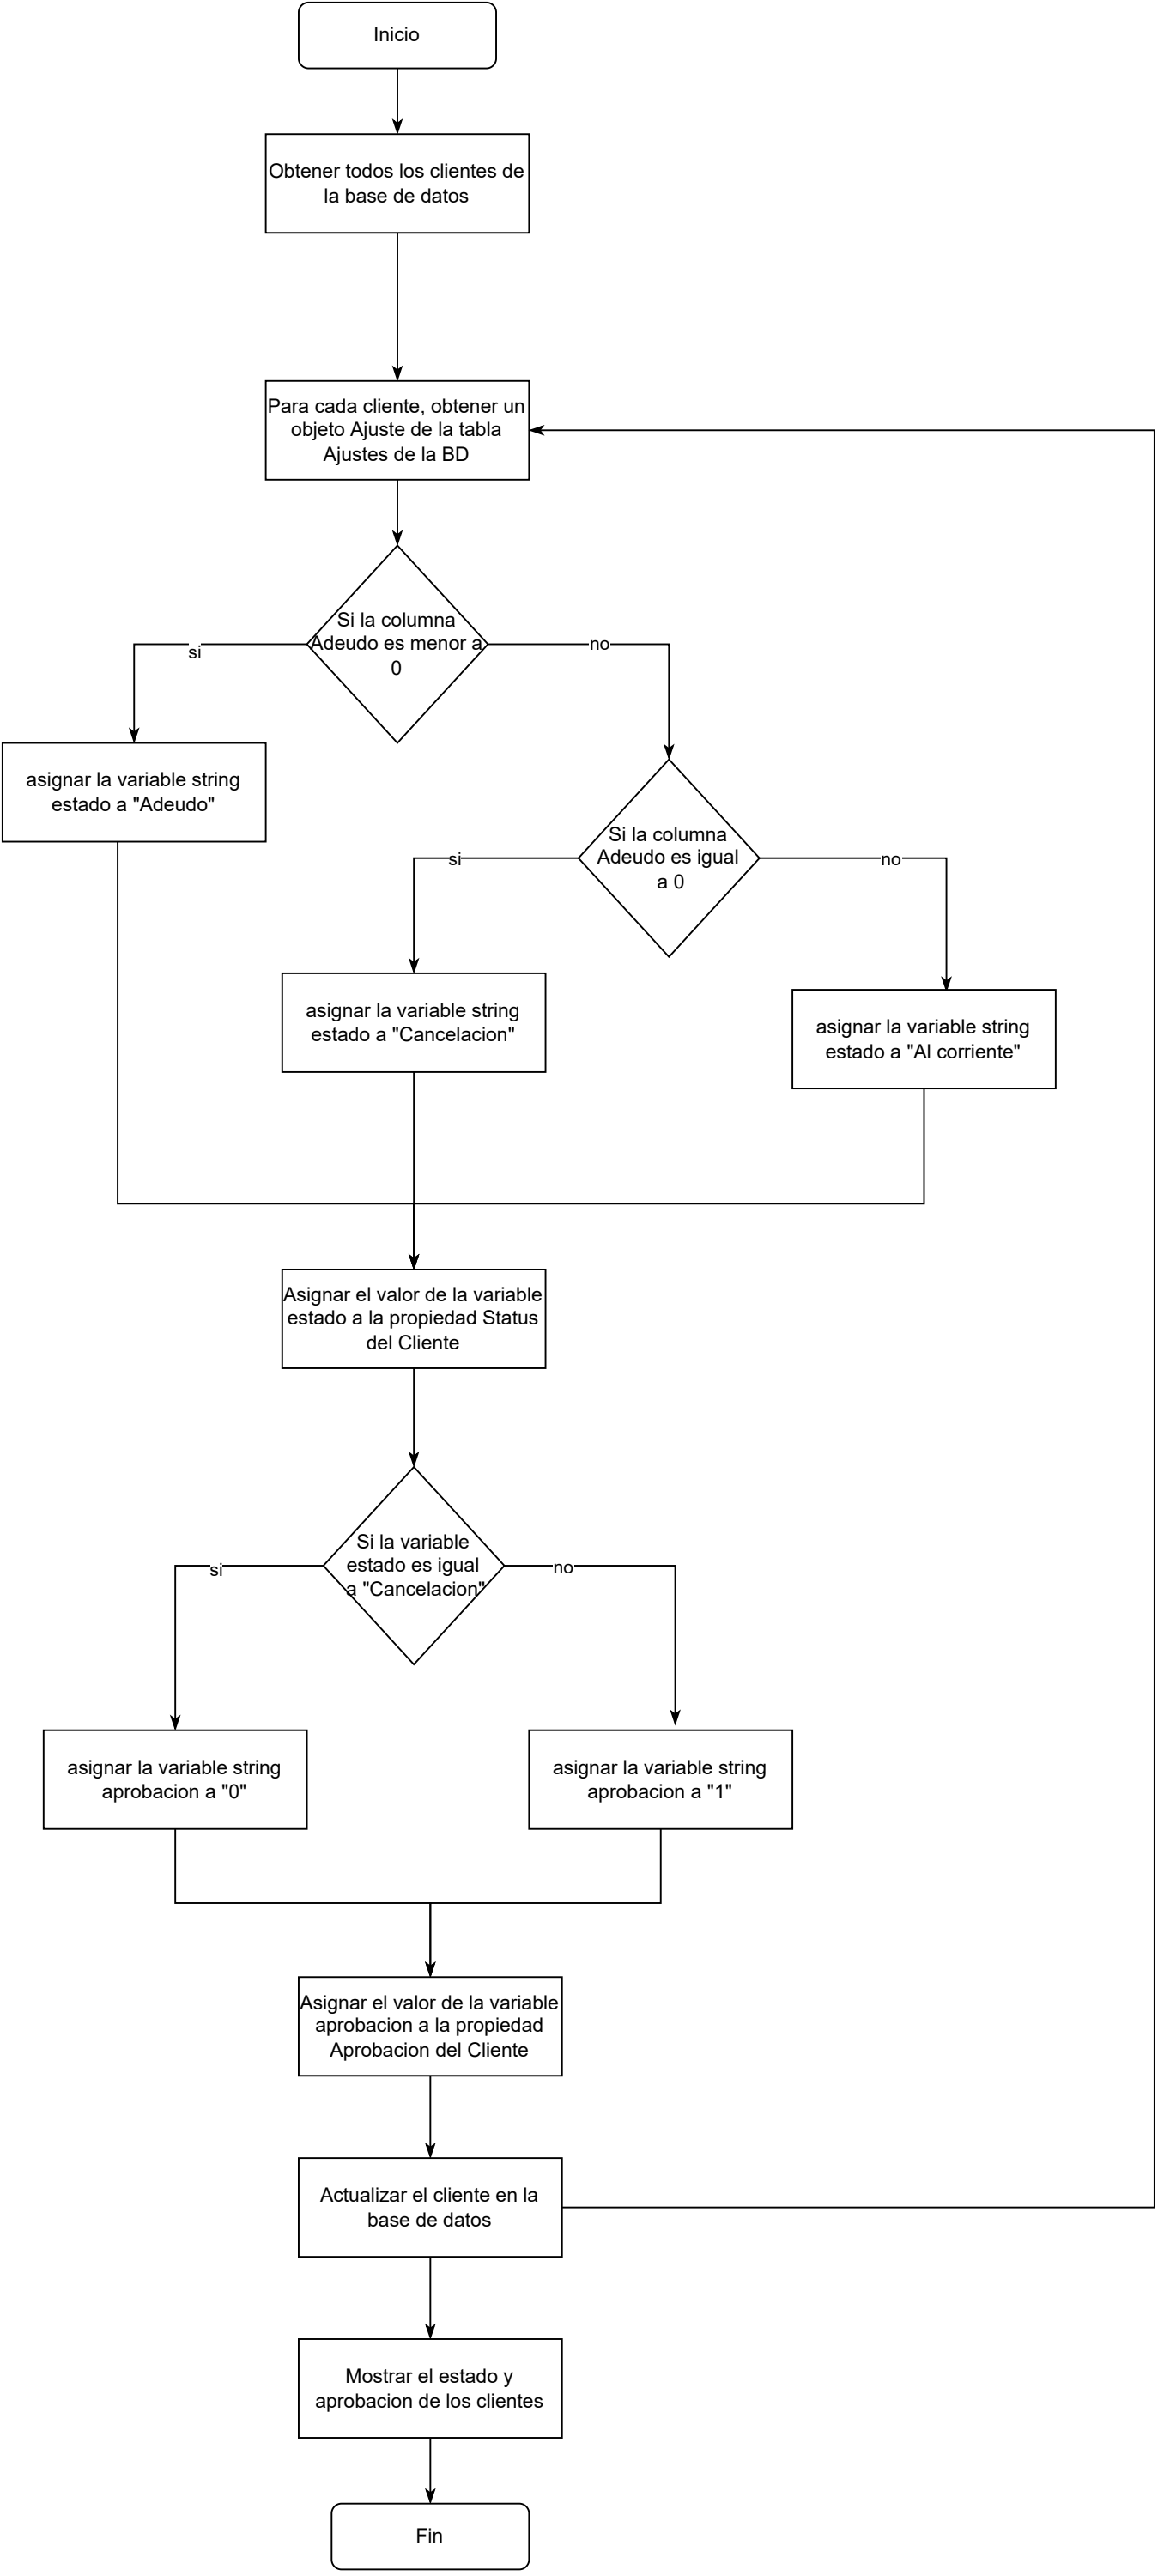 Inicio
Obtener todos los clientes de
la base de datos
Para cada cliente, obtener un
objeto Ajuste de la tabla
Ajustes de la BD
Si la columna
Adeudo es menor a
0
si
no
asignar la variable string
estado a "Adeudo"
Si la columna
Adeudo es igual
a 0
si
no
asignar la variable string
estado a "Cancelacion"
asignar la variable string
estado a "Al corriente"
Asignar el valor de la variable
estado a la propiedad Status
del Cliente
Si la variable
estado es igual
a "Cancelacion"
si
no
asignar la variable string
aprobacion a "0"
asignar la variable string
aprobacion a "1"
Asignar el valor de la variable
aprobacion a la propiedad
Aprobacion del Cliente
Actualizar el cliente en la
base de datos
Mostrar el estado y
aprobacion de los clientes
Fin